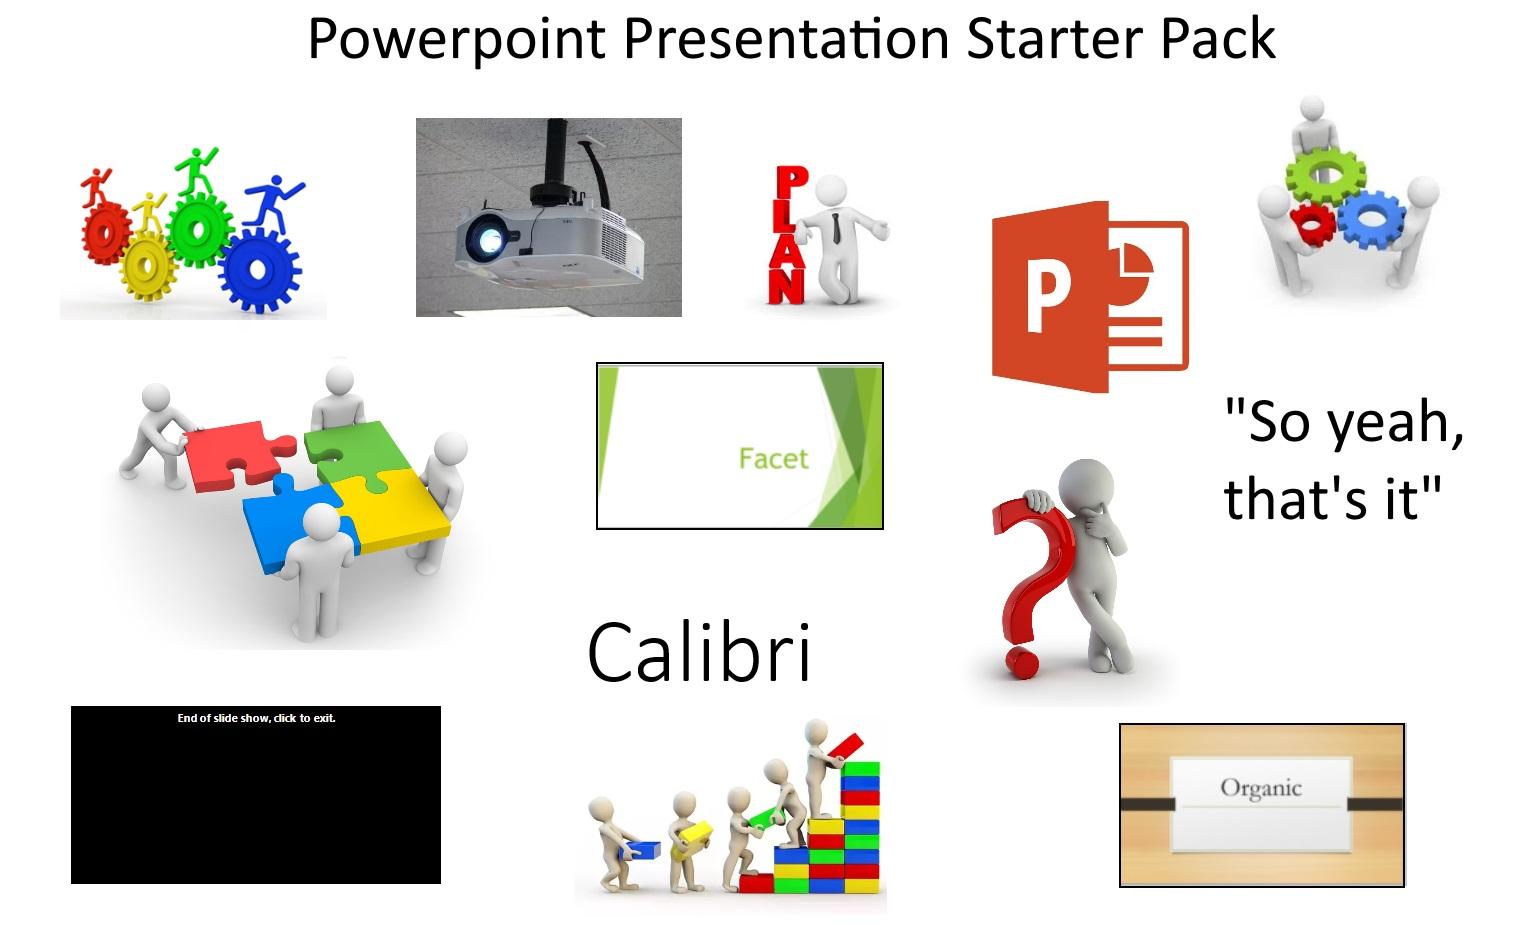 Powerpoint Presentation Starter Pack
PLAN
P
Facet
"So yeah,
that's it"
Calibri
End of slide show, click to exit.
Organic